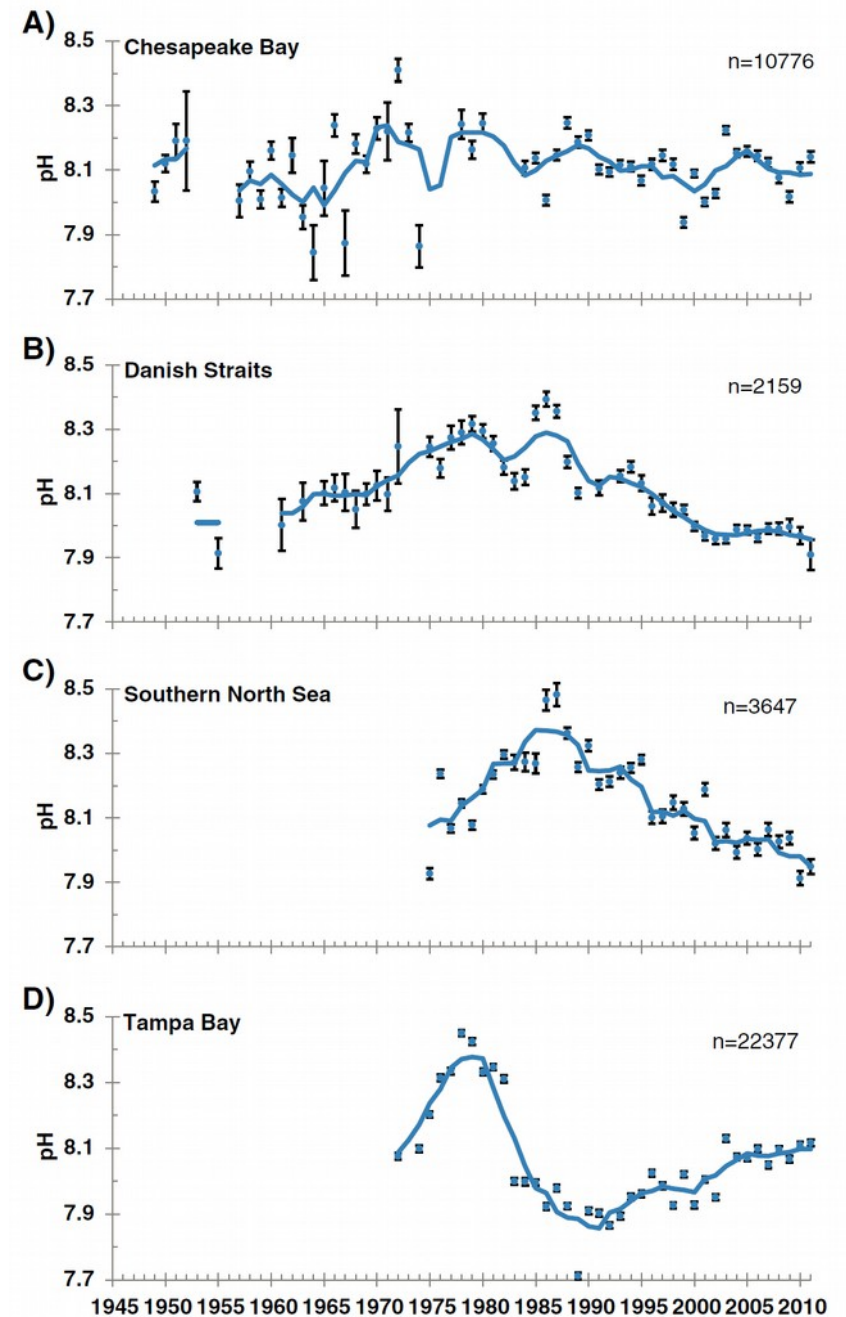 A)
Chesapeake Bay
n=10776
pH
8.5
8.3
8.1
7.9
7.7
B)
Danish Straits
n=2159
pH
8.5
8.3
8.1
7.9
7.7
C)
Southern North Sea
n=3647
pH
8.5
8.3
8.1
7.9
7.7
D)
Tampa Bay
n=22377
pH
8.5
8.3
8.1
7.9
7.7
1945 1950 1955 1960 1965 1970 1975 1980 1985 1990 1995 2000 2005 2010